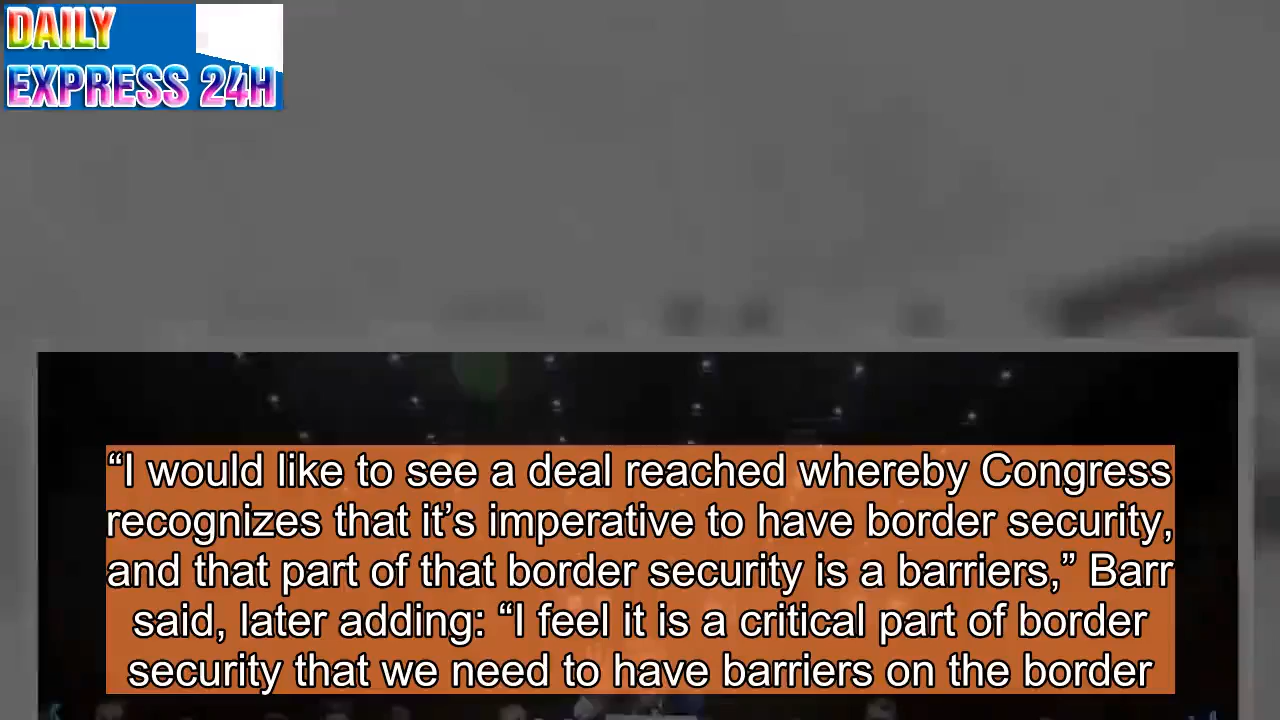 DAILY
EXPRESS 24H
“I would like to see a deal reached whereby Congress
recognizes that it’s imperative to have border security,
and that part of that border security is a barriers,” Barr
said, later adding: “I feel it is a critical part of border
security that we need to have barriers on the border